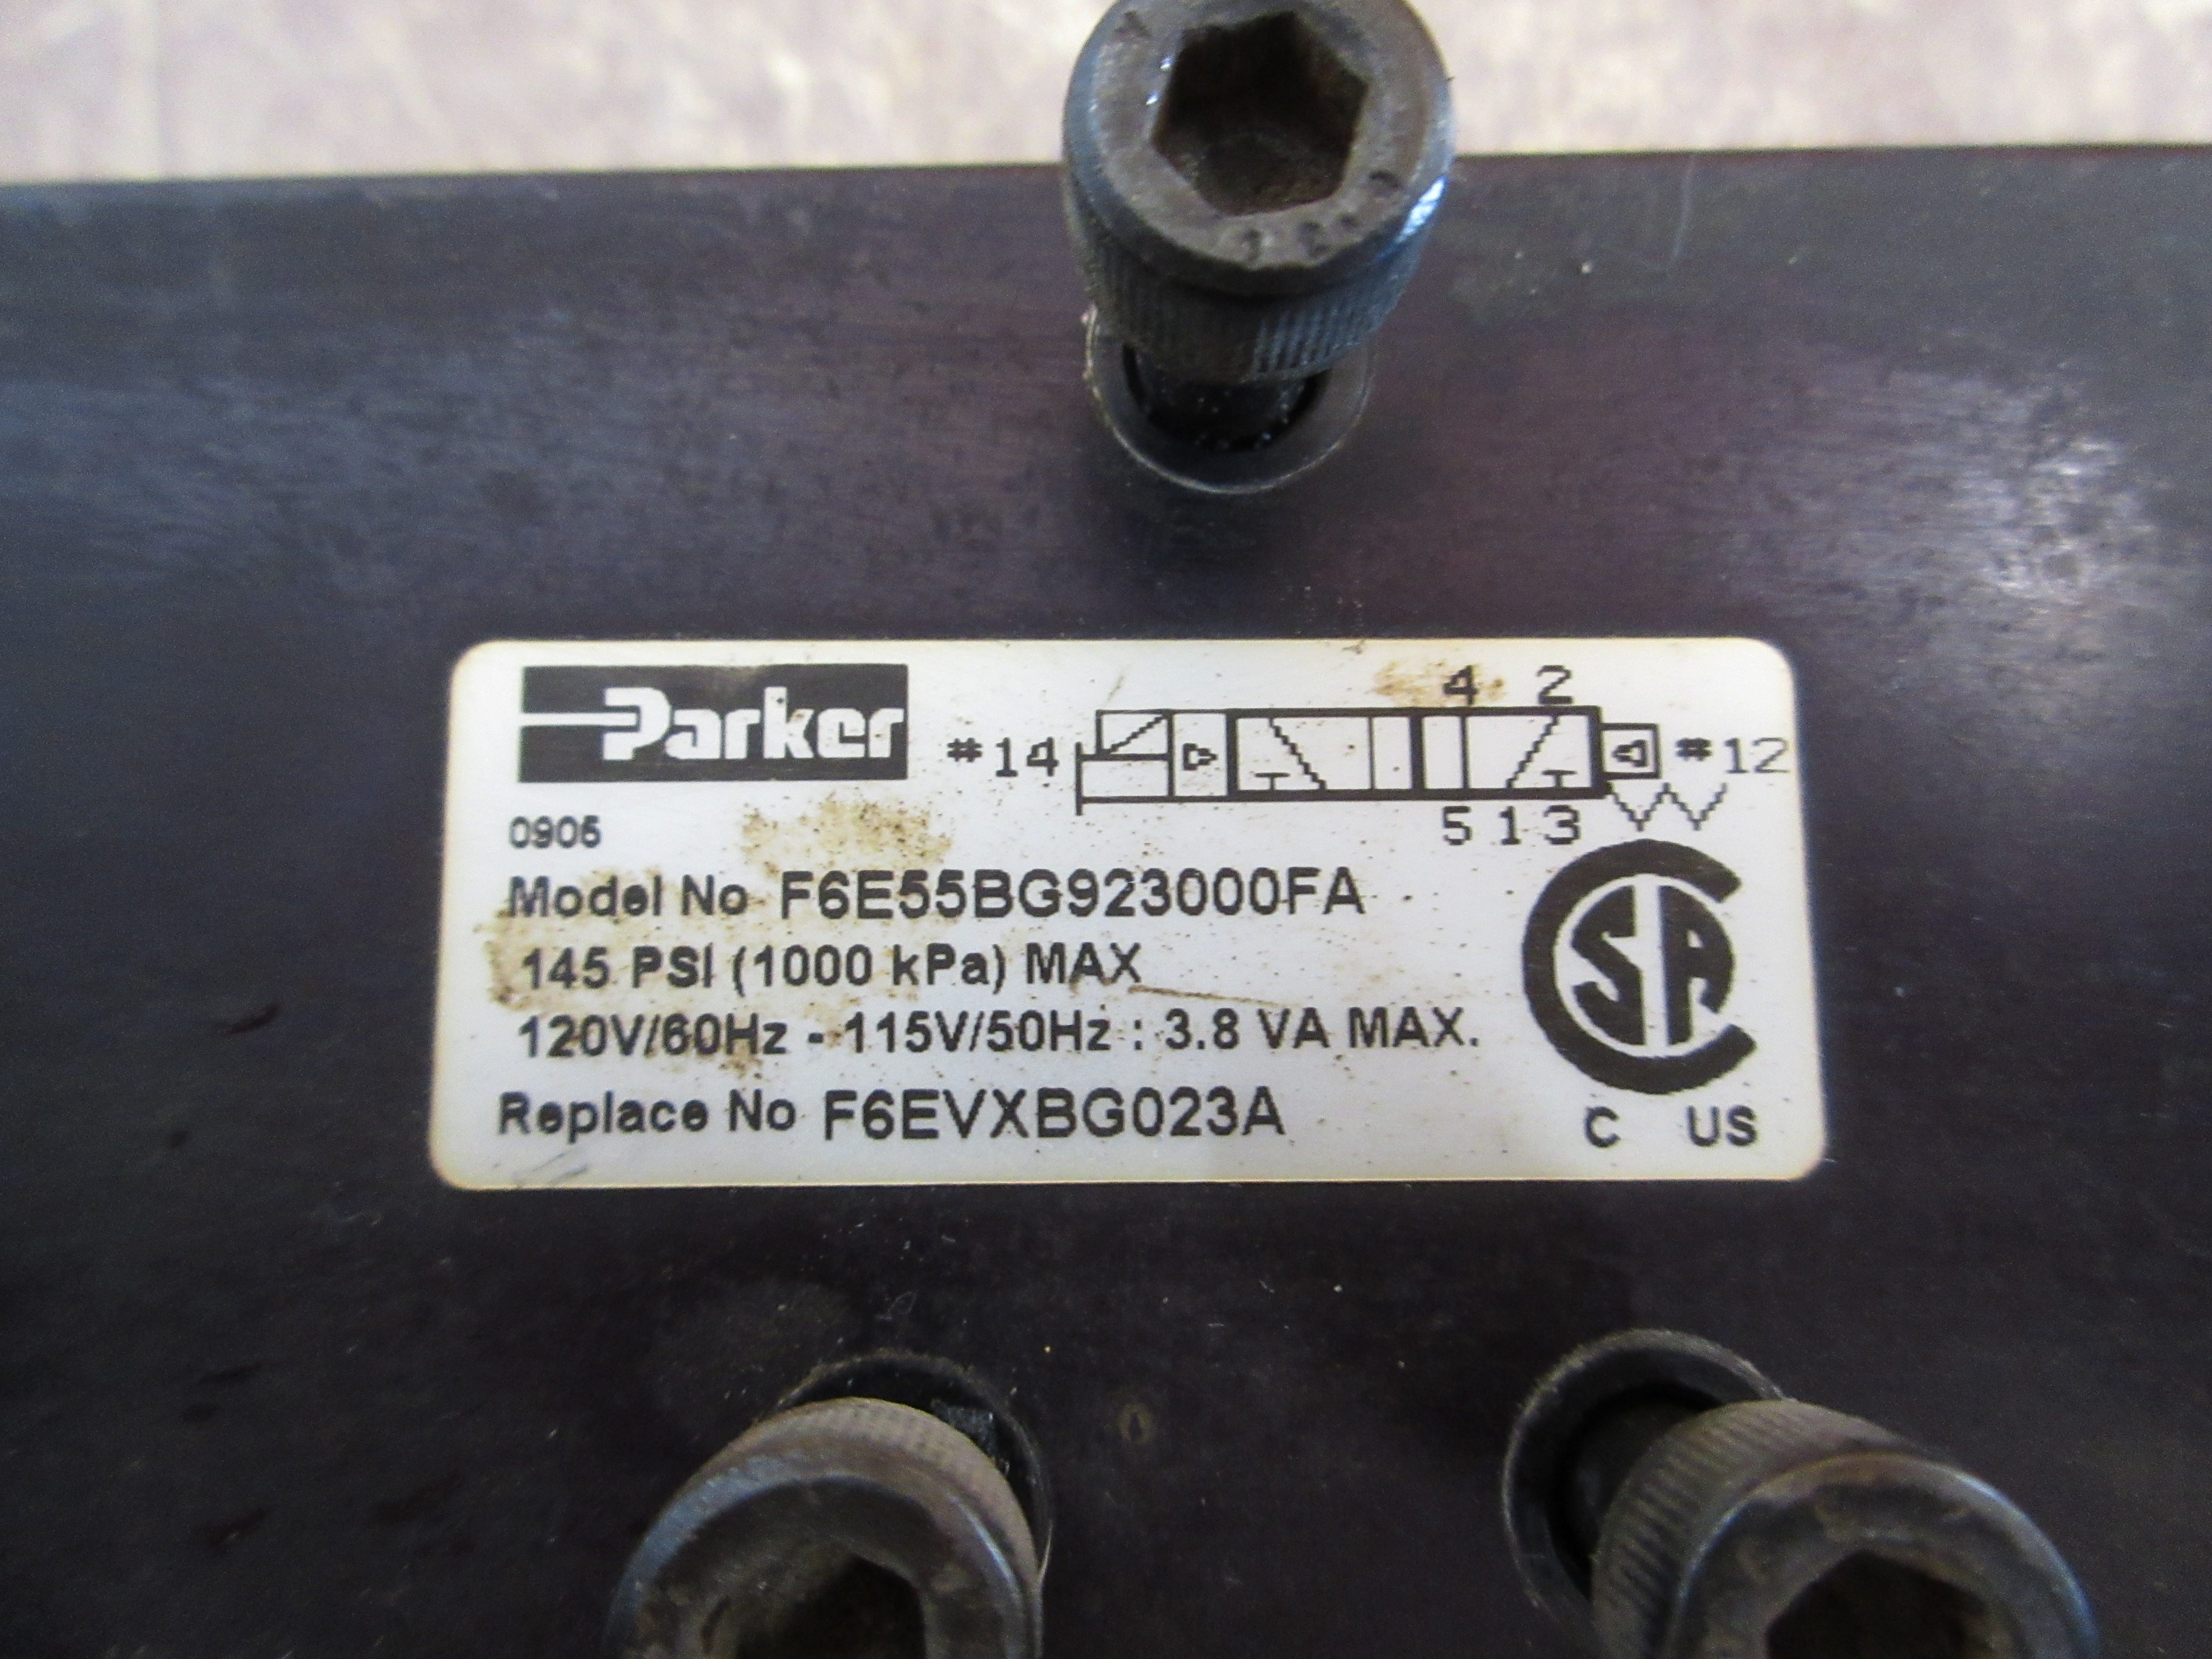 Parker
4 2
#14
#12
5 1 3
0905
Model No F6E55BG923000FA
145 PSI (1000 kPa) MAX
120V/60Hz - 115V/50Hz : 3.8 VA MAX.
Replace No F6EVXBG023A
CSA
C US